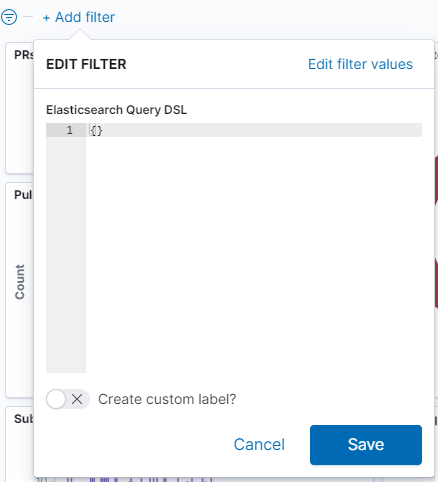 + Add filter
PRs
EDIT FILTER
Edit filter values
Elasticsearch Query DSL
1 {}
Pul
Count
Create custom label?
Sub
Cancel
Save